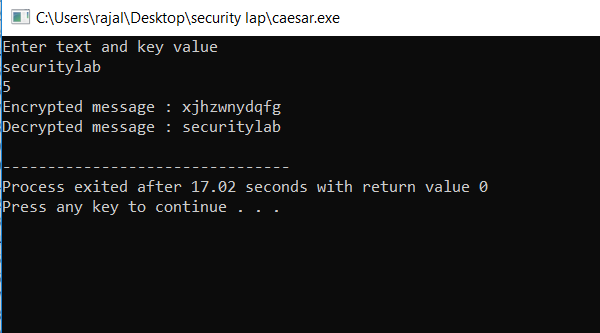 C:\Users\rajal\Desktop\security lap\caesar.exe
Enter text and key value
securitylab
5
Encrypted message : xjhzwnydqfg
Decrypted message : securitylab
--------------------------------
Process exited after 17.02 seconds with return value 0
Press any key to continue . . .